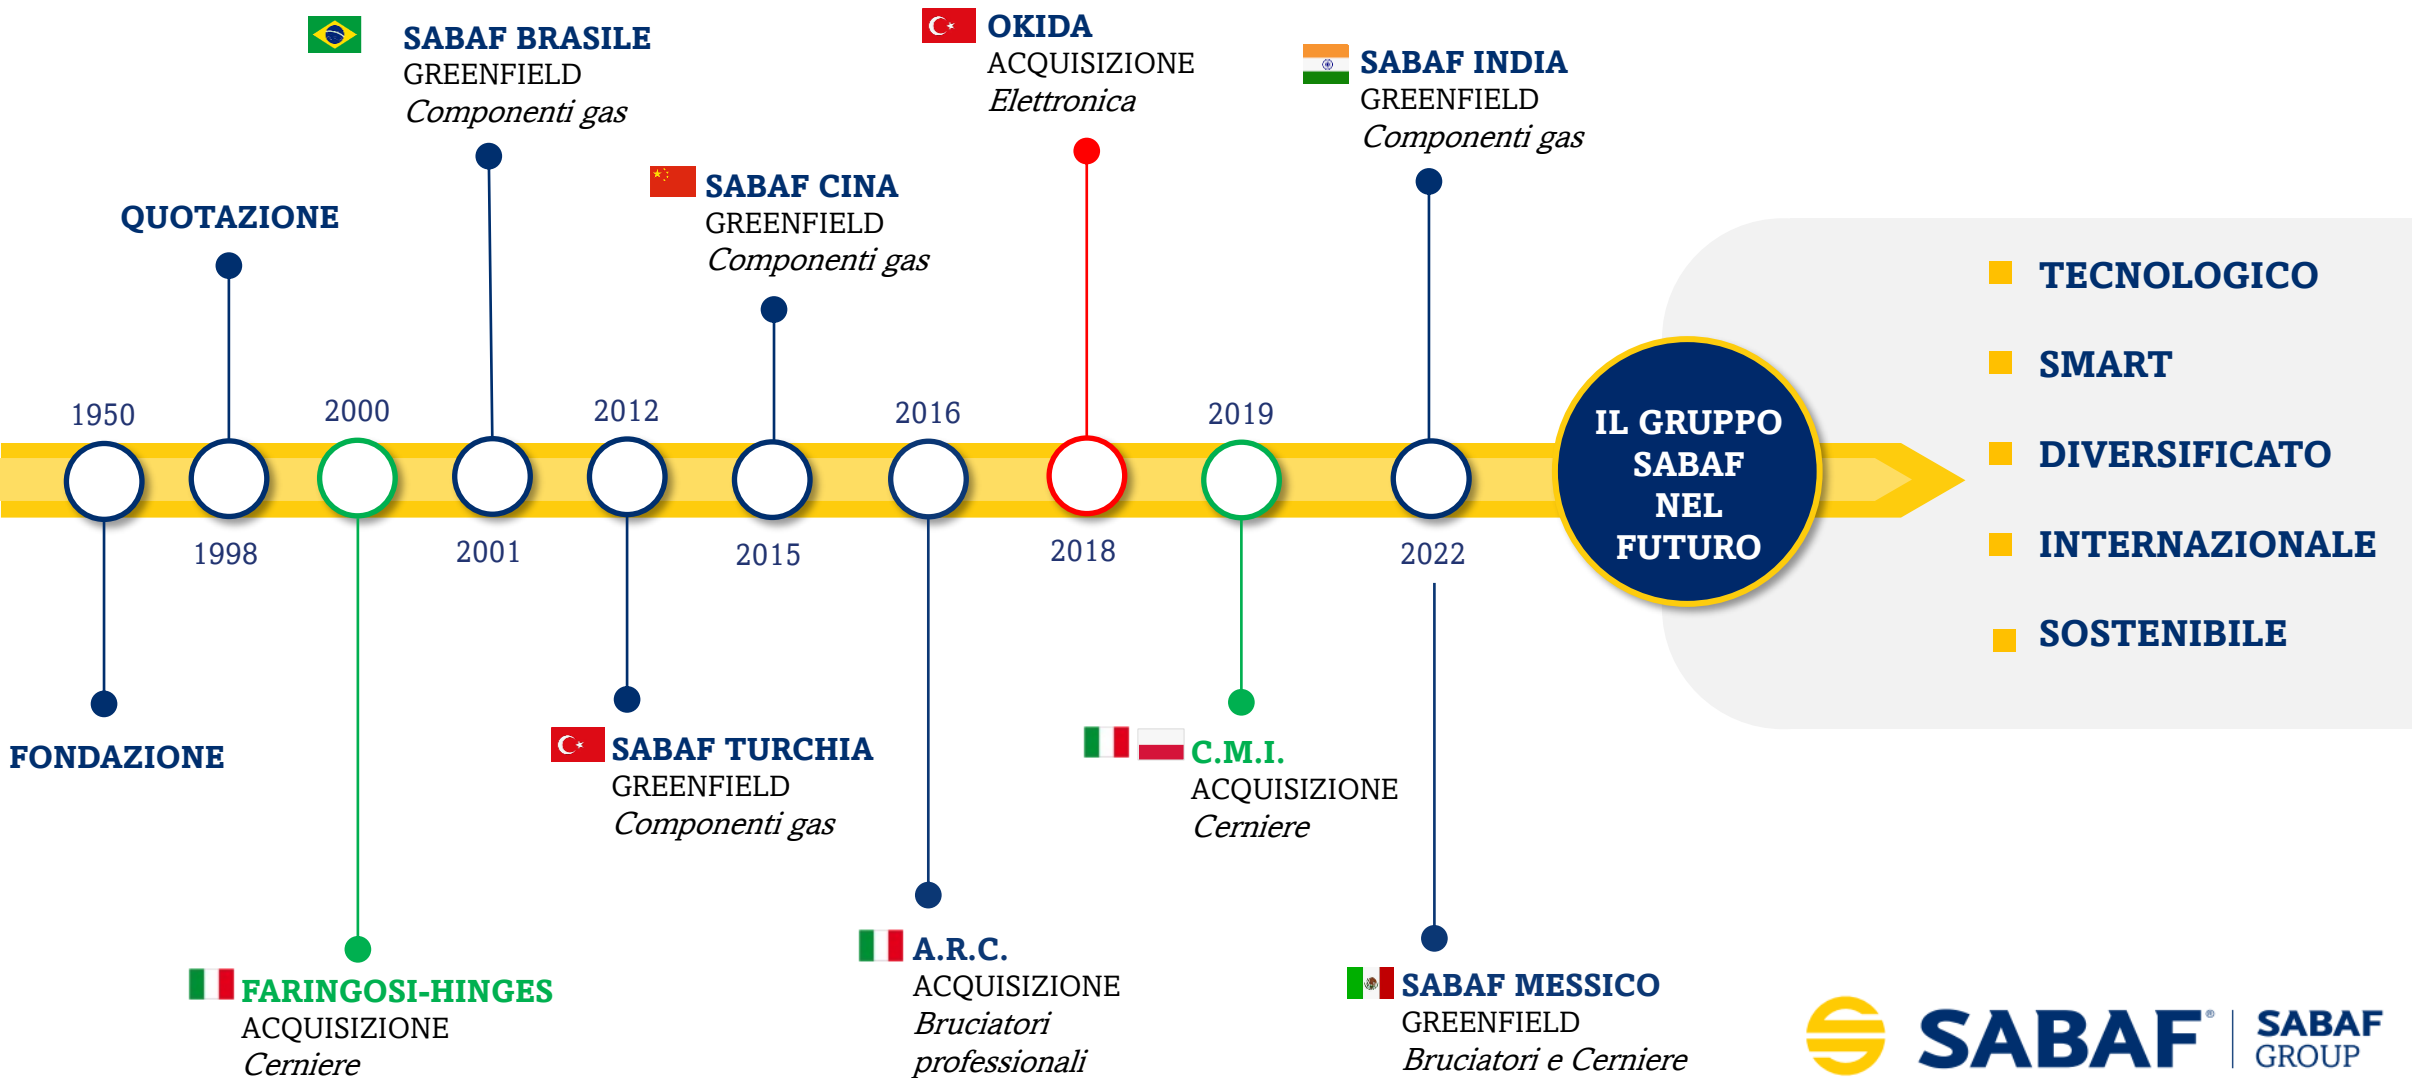 SABAF BRASILE
GREENFIELD
Componenti gas
OKIDA
ACQUISIZIONE
Elettronica
SABAF INDIA
GREENFIELD
Componenti gas
QUOTAZIONE
SABAF CINA
GREENFIELD
Componenti gas
1950
2000
2012
2016
2019
1998
2001
2015
2018
2022
FONDAZIONE
FARINGOSI-HINGES
ACQUISIZIONE
Cerniere
SABAF TURCHIA
GREENFIELD
Componenti gas
A.R.C.
ACQUISIZIONE
Bruciatori
professionali
C.M.I.
ACQUISIZIONE
Cerniere
SABAF MESSICO
GREENFIELD
Bruciatori e Cerniere
IL GRUPPO
SABAF
NEL
FUTURO
TECNOLOGICO
SMART
DIVERSIFICATO
INTERNAZIONALE
SOSTENIBILE
SABAF®
SABAF
GROUP